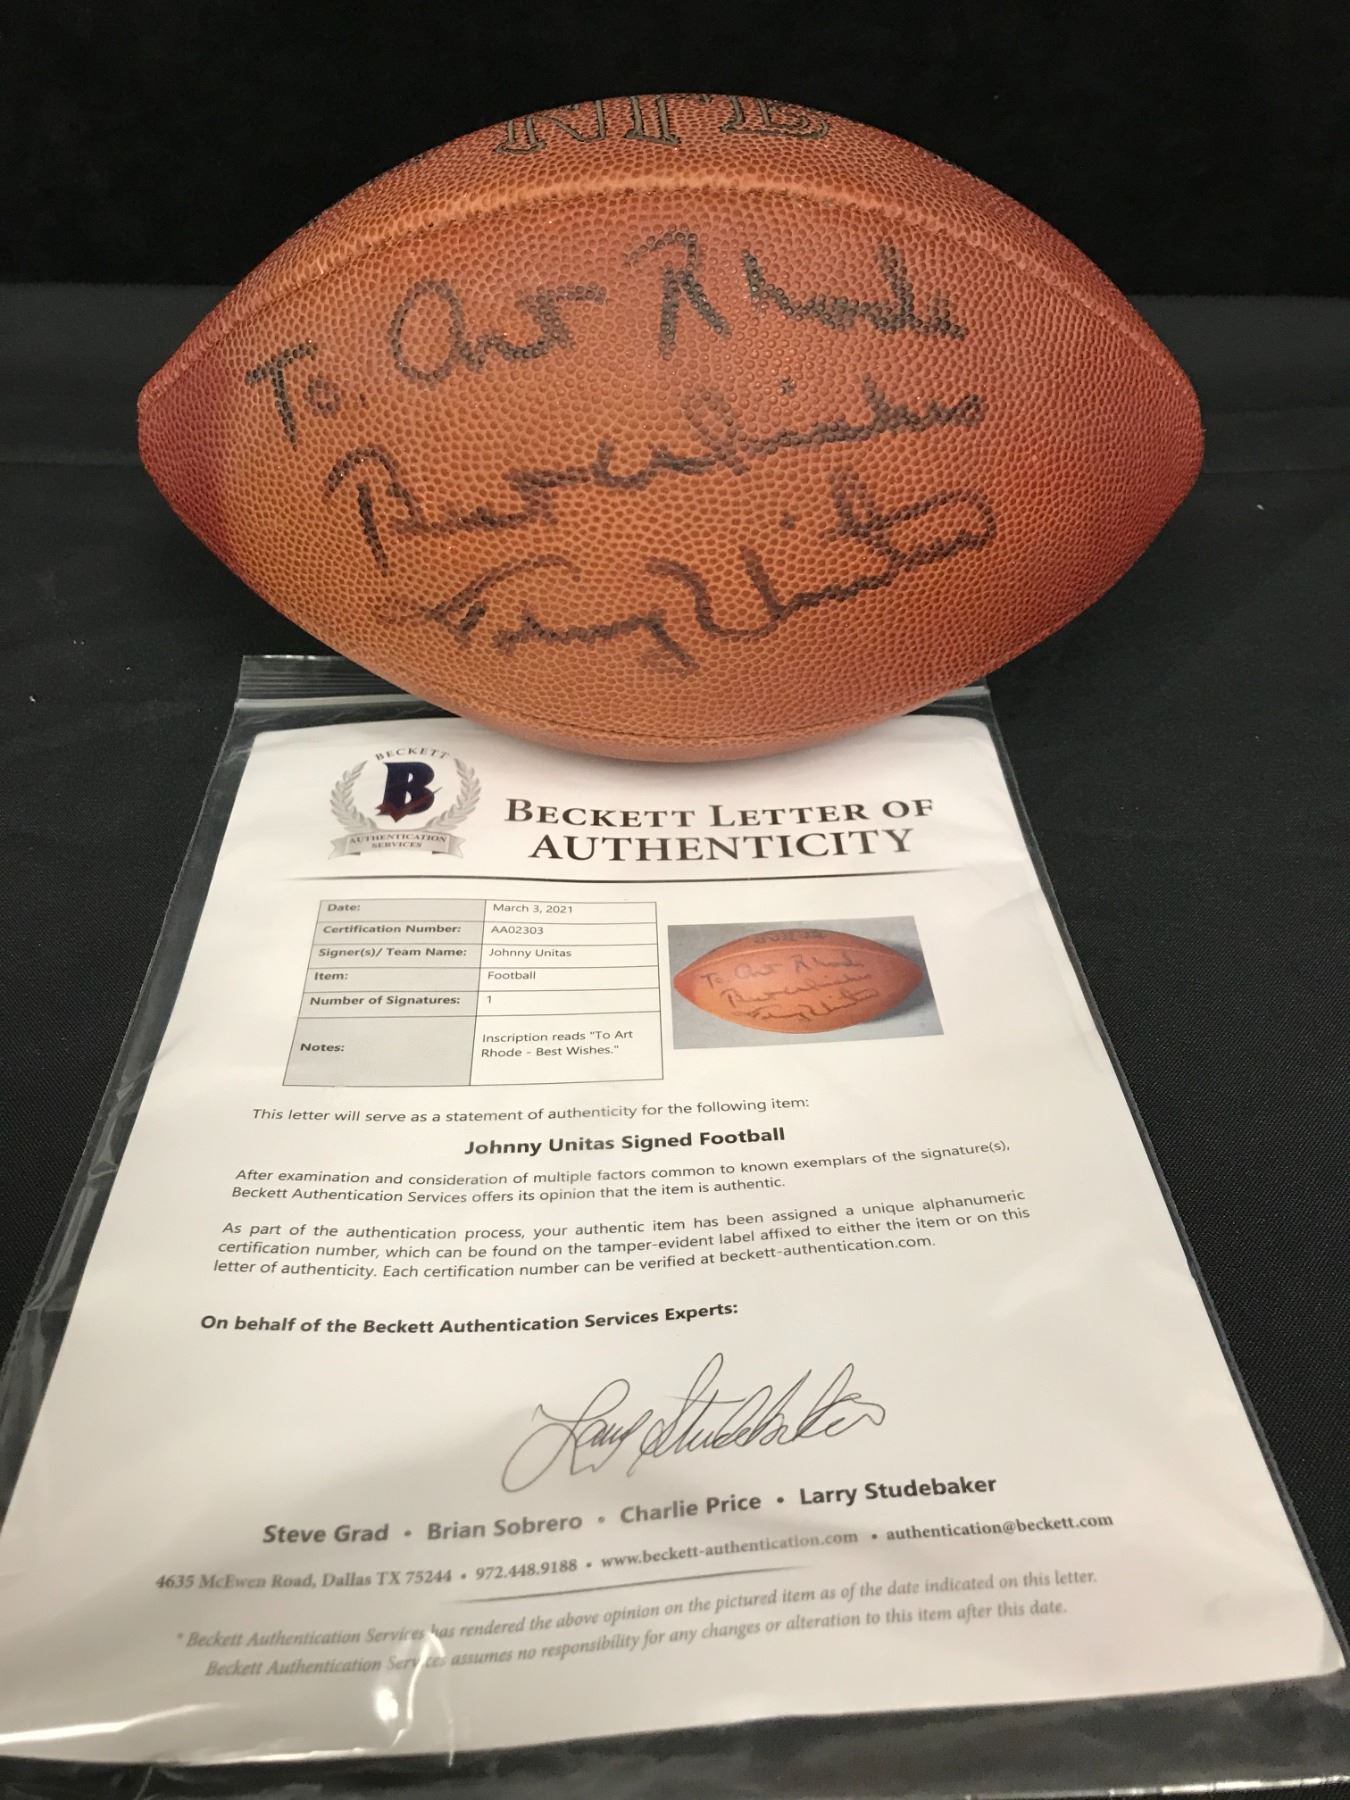 To. Art Rhode
Best wishes
Johnny Unitas
BECKETT
B
AUTHENTICATION
SERVICES
BECKETT LETTER OF
AUTHENTICITY
Date: March 3, 2021
Certification Number: AA02303
Signer(s)/ Team Name: Johnny Unitas
Item: Football
Number of Signatures: 1
Notes: Inscription reads "To Art
Rhode - Best Wishes."
To. Art Rhode
Best wishes
Johnny Unitas
This letter will serve as a statement of authenticity for the following item:
Johnny Unitas Signed Football
After examination and consideration of multiple factors common to known exemplars of the signature(s),
Beckett Authentication Services offers its opinion that the item is authentic.
As part of the authentication process, your authentic item has been assigned a unique alphanumeric
certification number, which can be found on the tamper-evident label affixed to either the item or on this
letter of authenticity. Each certification number can be verified at beckett-authentication.com.
On behalf of the Beckett Authentication Services Experts:
Larry Studebaker
Steve Grad • Brian Sobrero • Charlie Price • Larry Studebaker
4635 McEwen Road, Dallas TX 75244 • 972.448.9188 • www.beckett-authentication.com • authentication@beckett.com
* Beckett Authentication Services has rendered the above opinion on the pictured item as of the date indicated on this letter.
Beckett Authentication Services assumes no responsibility for any changes or alteration to this item after this date.